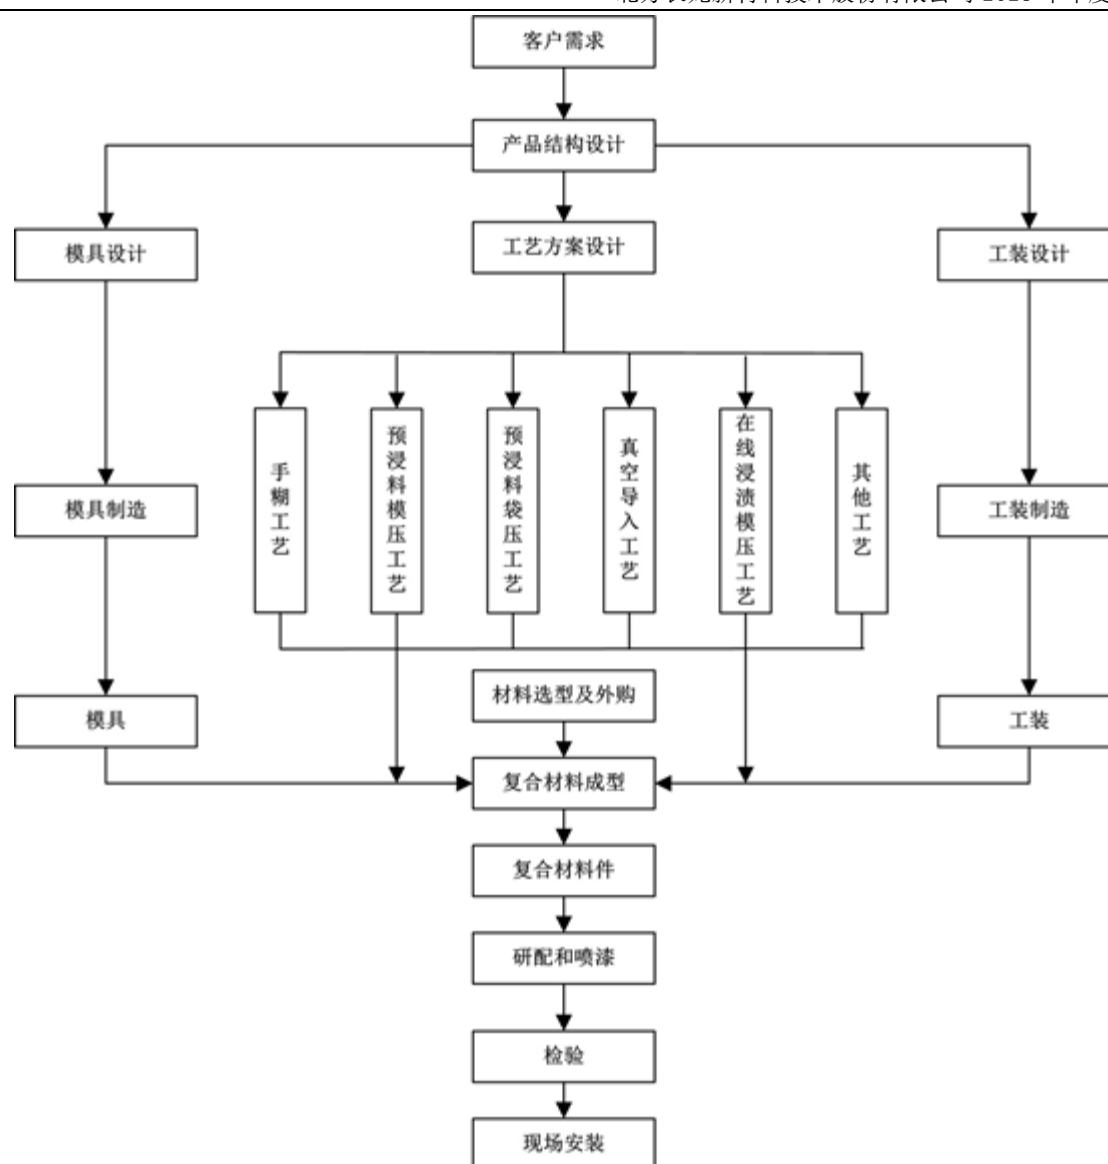 客户需求
产品结构设计
模具设计
工艺方案设计
工装设计
手糊工艺
预浸料模压工艺
预浸料袋压工艺
真空导入工艺
在线浸渍模压工艺
其他工艺
模具制造
工装制造
材料选型及外购
模具
工装
复合材料成型
复合材料件
研配和喷漆
检验
现场安装